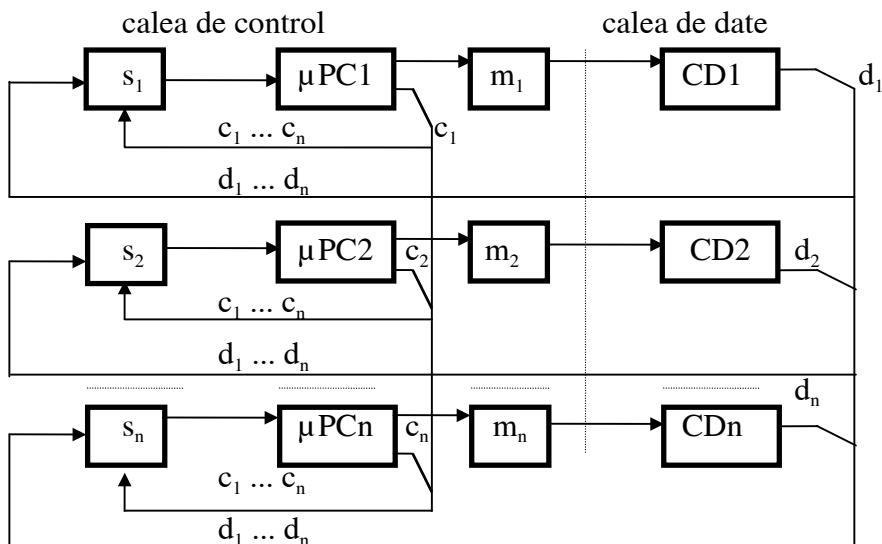 calea de control calea de date
s₁ µPC1 m₁ CD1 d₁
c₁ ... cₙ c₁
d₁ ... dₙ
s₂ µPC2 c₂ m₂ CD2 d₂
c₁ ... cₙ
d₁ ... dₙ
dₙ
sₙ µPCn cₙ mₙ CDn
c₁ ... cₙ
d₁ ... dₙ